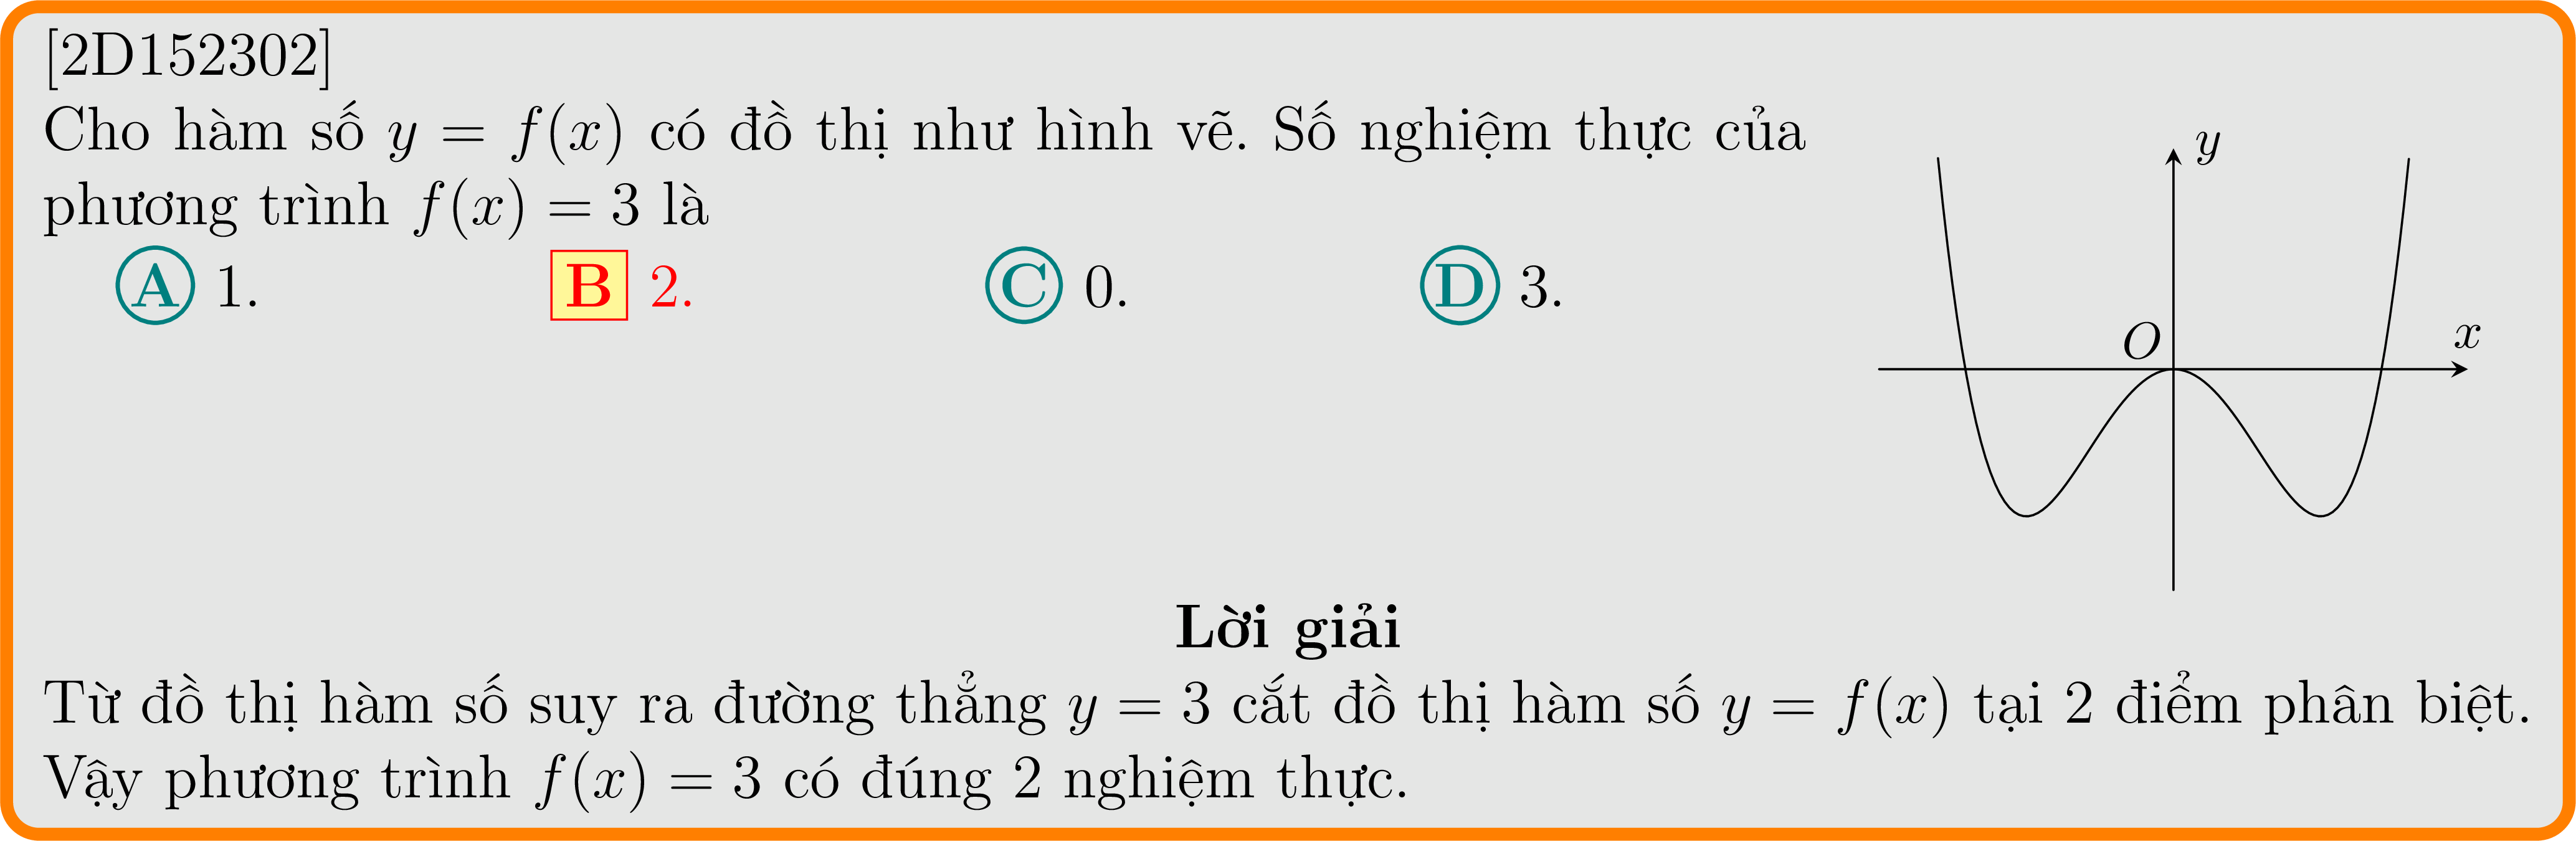 [2D152302]
Cho hàm số y = f(x) có đồ thị như hình vẽ. Số nghiệm thực của
phương trình f(x) = 3 là
A 1. B 2. C 0. D 3.
y
O
x
Lời giải
Từ đồ thị hàm số suy ra đường thẳng y = 3 cắt đồ thị hàm số y = f(x) tại 2 điểm phân biệt.
Vậy phương trình f(x) = 3 có đúng 2 nghiệm thực.